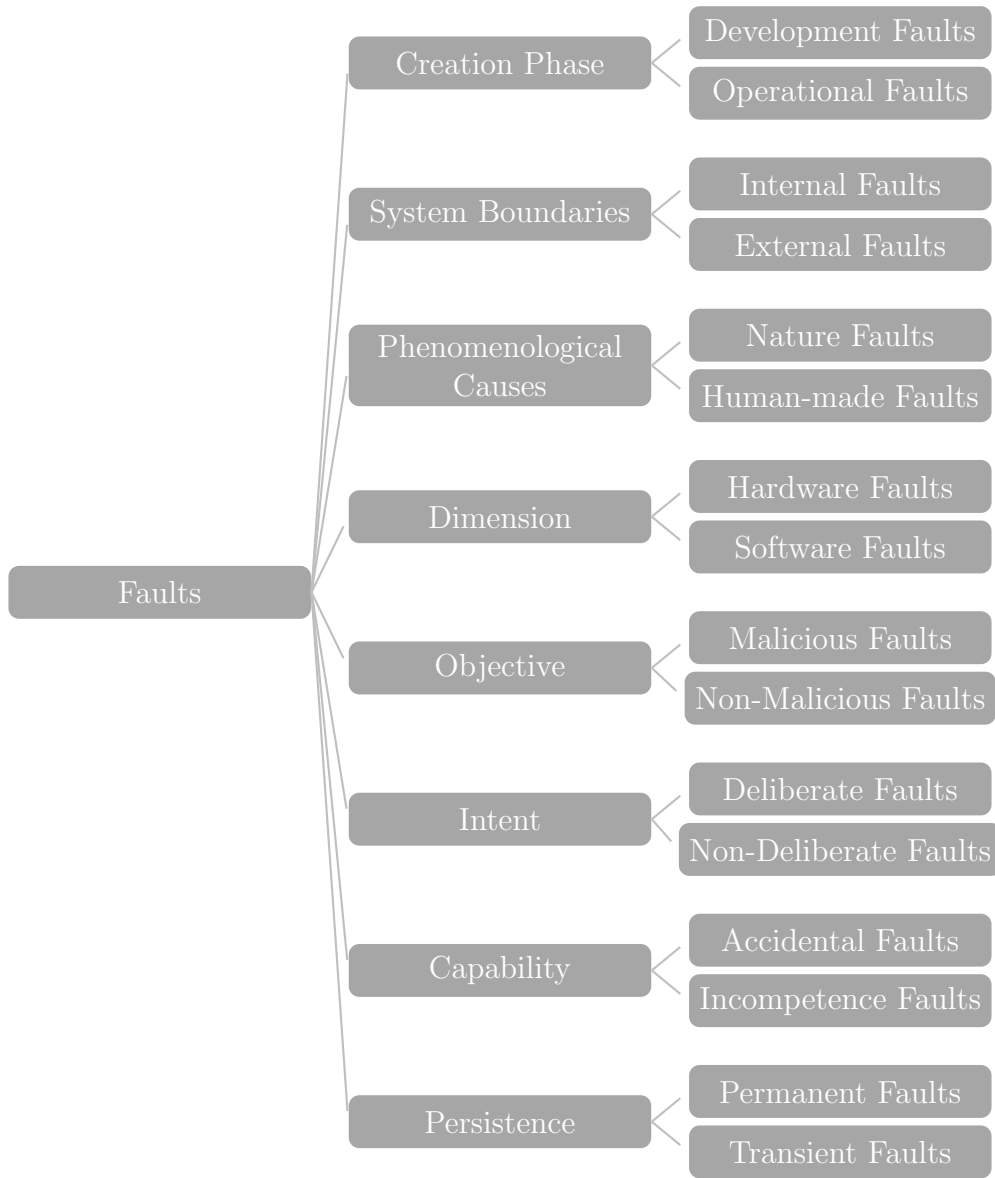 Faults
Creation Phase
Development Faults
Operational Faults
System Boundaries
Internal Faults
External Faults
Phenomenological
Causes
Nature Faults
Human-made Faults
Dimension
Hardware Faults
Software Faults
Objective
Malicious Faults
Non-Malicious Faults
Intent
Deliberate Faults
Non-Deliberate Faults
Capability
Accidental Faults
Incompetence Faults
Persistence
Permanent Faults
Transient Faults